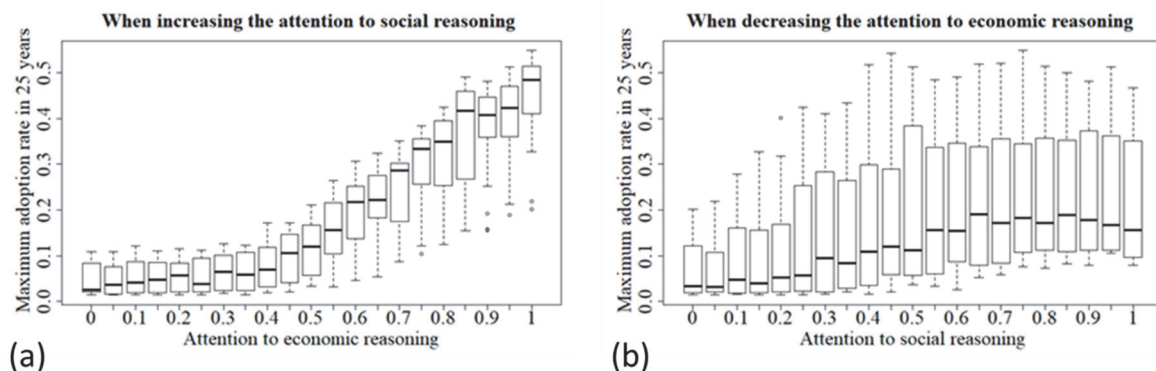 When increasing the attention to social reasoning
Maximum adoption rate in 25 years
0.0 0.1 0.2 0.3 0.4 0.5
0 0.1 0.2 0.3 0.4 0.5 0.6 0.7 0.8 0.9 1
Attention to economic reasoning
(a)
When decreasing the attention to economic reasoning
Maximum adoption rate in 25 years
0.0 0.1 0.2 0.3 0.4 0.5
0 0.1 0.2 0.3 0.4 0.5 0.6 0.7 0.8 0.9 1
Attention to social reasoning
(b)